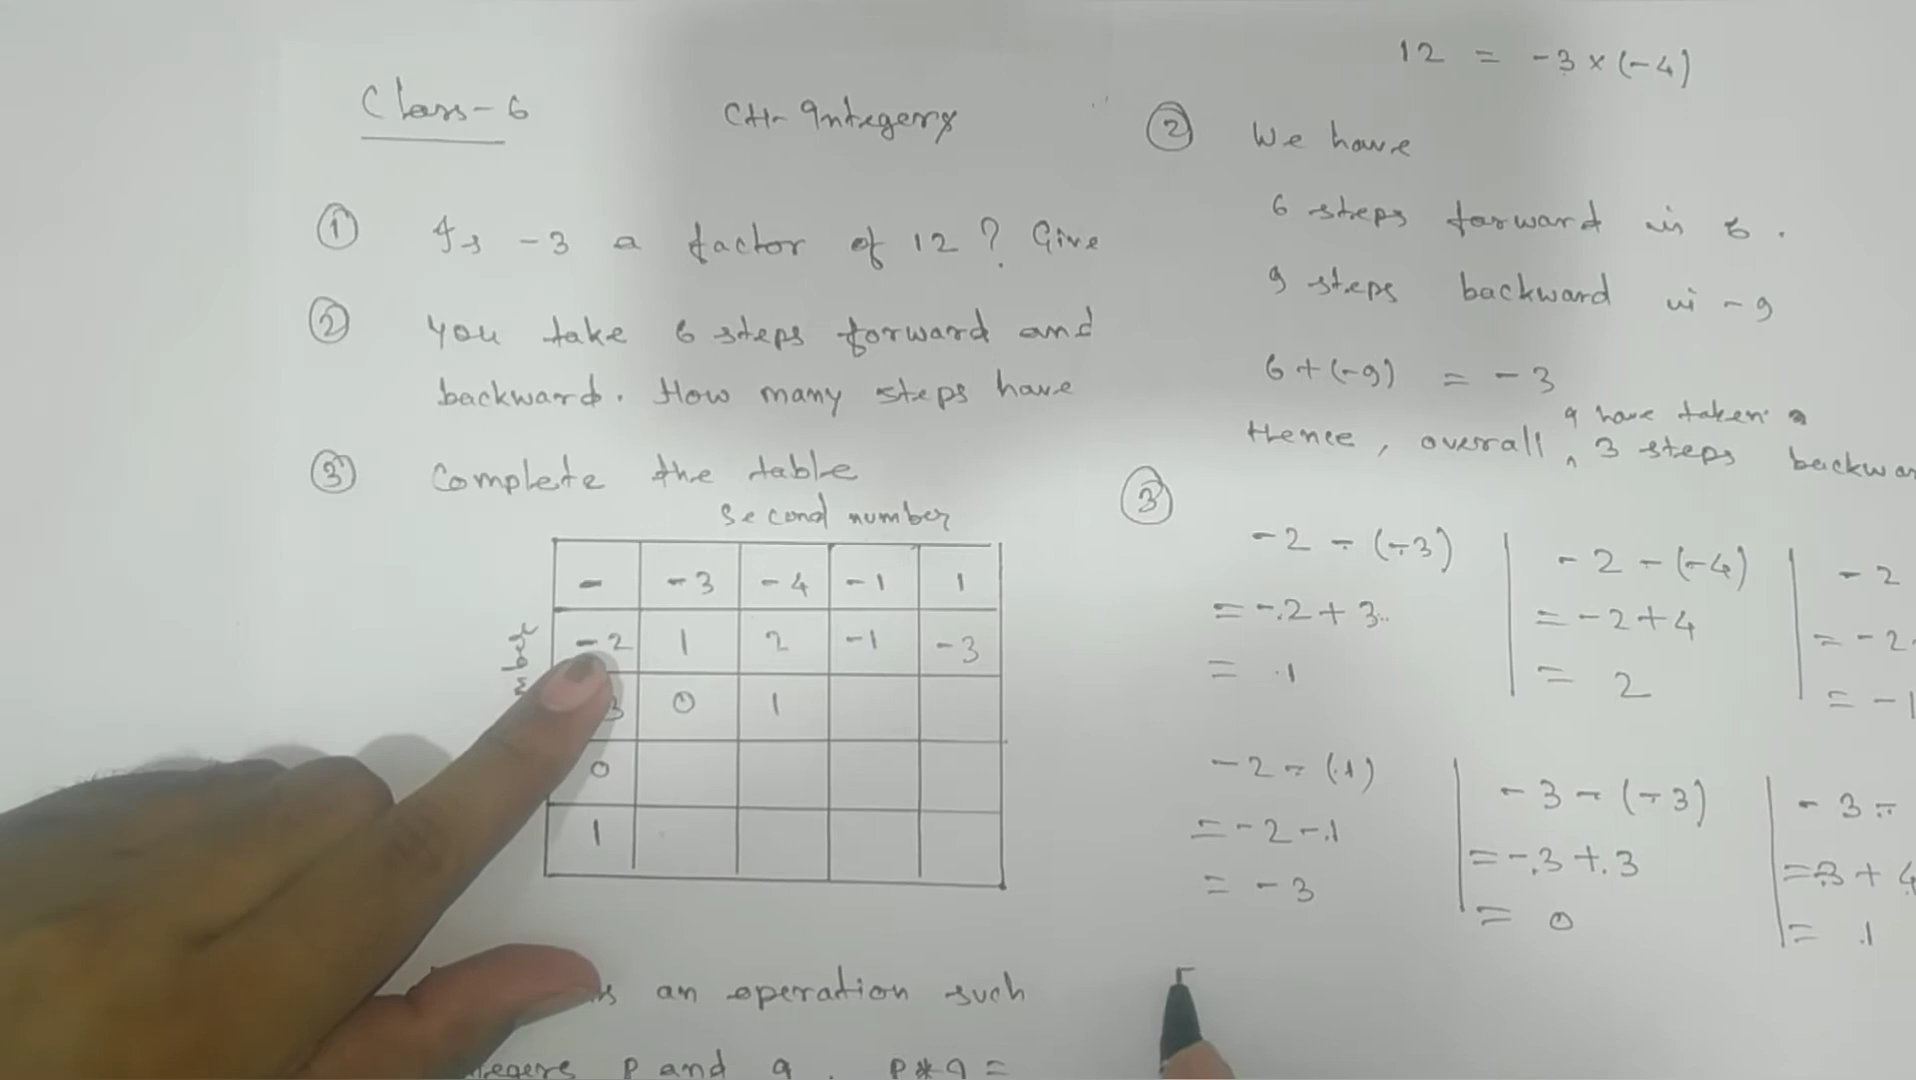 Class-6
CH- Integers
① Is -3 a factor of 12? Give
② You take 6 steps forward and
backward. How many steps have
③ Complete the table
Second number
- -3 -4 -1 1
-2 1 2 -1 -3
3 0 1
0
1
an operation such
P and q. P*q =
12 = -3 × (-4)
② We have
6 steps forward is 6.
9 steps backward is -9
6+(-9) = -3
I have taken
Hence, overall ^ 3 steps backwar
③
-2 - (-3)
= -2 + 3
= 1
-2 - (-4)
= -2 + 4
= 2
-2
= -2
= -1
-2 - (1)
= -2 - 1
= -3
-3 - (-3)
= -3 + 3
= 0
-3 -
= -3 + 4
= 1